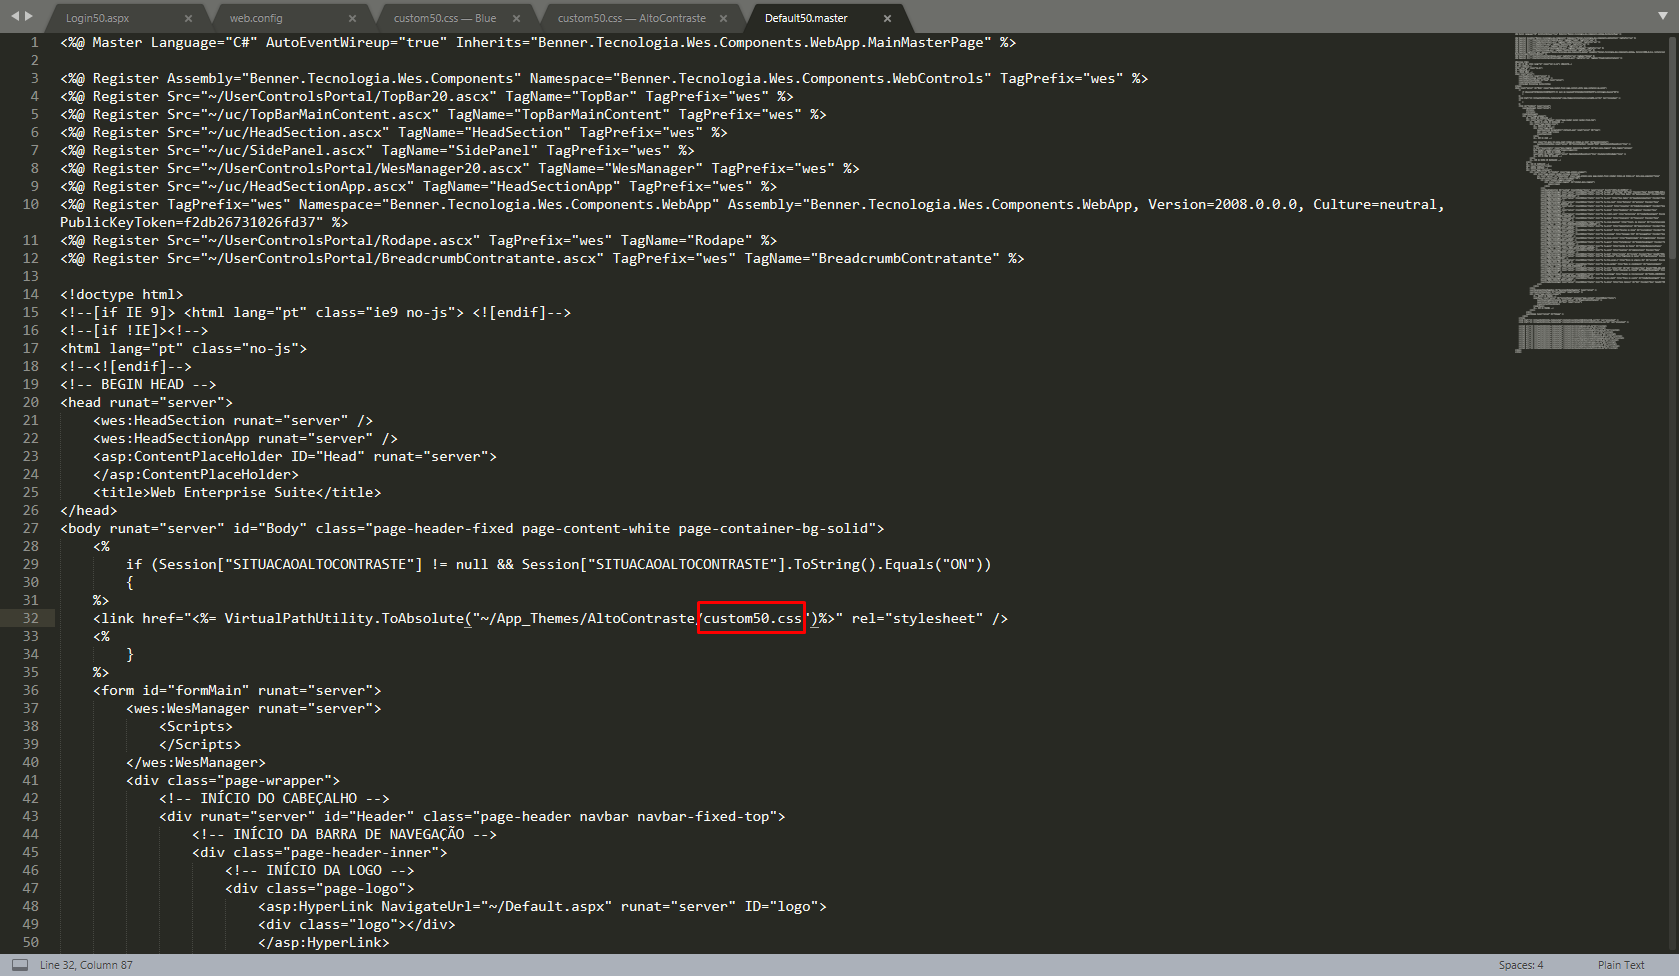 Login50.aspx
web.config
custom50.css — Blue
custom50.css — AltoContraste
Default50.master
1 <%@ Master Language="C#" AutoEventWireup="true" Inherits="Benner.Tecnologia.Wes.Components.WebApp.MainMasterPage" %>
2
3 <%@ Register Assembly="Benner.Tecnologia.Wes.Components" Namespace="Benner.Tecnologia.Wes.Components.WebControls" TagPrefix="wes" %>
4 <%@ Register Src="~/UserControlsPortal/TopBar20.ascx" TagName="TopBar" TagPrefix="wes" %>
5 <%@ Register Src="~/uc/TopBarMainContent.ascx" TagName="TopBarMainContent" TagPrefix="wes" %>
6 <%@ Register Src="~/uc/HeadSection.ascx" TagName="HeadSection" TagPrefix="wes" %>
7 <%@ Register Src="~/uc/SidePanel.ascx" TagName="SidePanel" TagPrefix="wes" %>
8 <%@ Register Src="~/UserControlsPortal/WesManager20.ascx" TagName="WesManager" TagPrefix="wes" %>
9 <%@ Register Src="~/uc/HeadSectionApp.ascx" TagName="HeadSectionApp" TagPrefix="wes" %>
10 <%@ Register TagPrefix="wes" Namespace="Benner.Tecnologia.Wes.Components.WebApp" Assembly="Benner.Tecnologia.Wes.Components.WebApp, Version=2008.0.0.0, Culture=neutral,
PublicKeyToken=f2db26731026fd37" %>
11 <%@ Register Src="~/UserControlsPortal/Rodape.ascx" TagPrefix="wes" TagName="Rodape" %>
12 <%@ Register Src="~/UserControlsPortal/BreadcrumbContratante.ascx" TagPrefix="wes" TagName="BreadcrumbContratante" %>
13
14 <!doctype html>
15 <!--[if IE 9]> <html lang="pt" class="ie9 no-js"> <![endif]-->
16 <!--[if !IE]><!-->
17 <html lang="pt" class="no-js">
18 <!--<![endif]-->
19 <!-- BEGIN HEAD -->
20 <head runat="server">
21 <wes:HeadSection runat="server" />
22 <wes:HeadSectionApp runat="server" />
23 <asp:ContentPlaceHolder ID="Head" runat="server">
24 </asp:ContentPlaceHolder>
25 <title>Web Enterprise Suite</title>
26 </head>
27 <body runat="server" id="Body" class="page-header-fixed page-content-white page-container-bg-solid">
28 <%
29 if (Session["SITUACAOALTOCONTRASTE"] != null && Session["SITUACAOALTOCONTRASTE"].ToString().Equals("ON"))
30 {
31 %>
32 <link href="<%= VirtualPathUtility.ToAbsolute("~/App_Themes/AltoContraste/custom50.css")%>" rel="stylesheet" />
33 <%
34 }
35 %>
36 <form id="formMain" runat="server">
37 <wes:WesManager runat="server">
38 <Scripts>
39 </Scripts>
40 </wes:WesManager>
41 <div class="page-wrapper">
42 <!-- INÍCIO DO CABEÇALHO -->
43 <div runat="server" id="Header" class="page-header navbar navbar-fixed-top">
44 <!-- INÍCIO DA BARRA DE NAVEGAÇÃO -->
45 <div class="page-header-inner">
46 <!-- INÍCIO DA LOGO -->
47 <div class="page-logo">
48 <asp:HyperLink NavigateUrl="~/Default.aspx" runat="server" ID="logo">
49 <div class="logo"></div>
50 </asp:HyperLink>
Line 32, Column 87
Spaces: 4
Plain Text